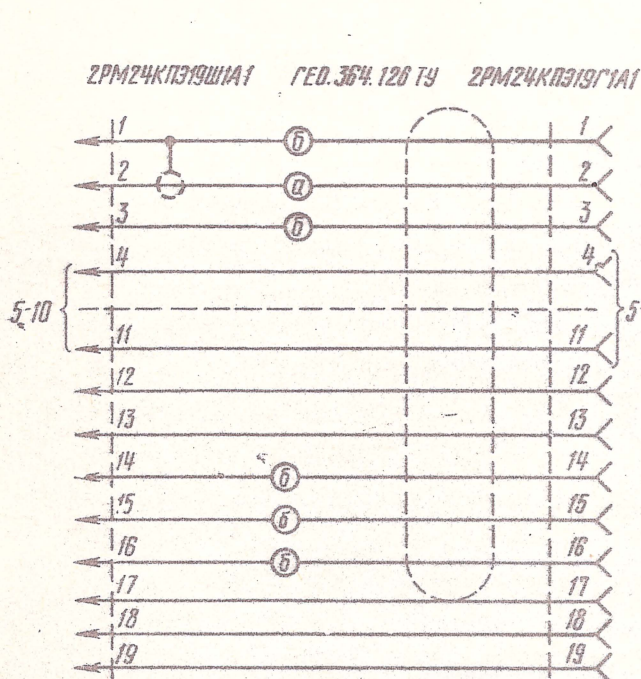 2РМ24КПЭ19Ш1А1 ГЕО.364.126 ТУ 2РМ24КПЭ19Г1А1
1 б 1
2 а 2
3 б 3
4 4
5-10 5
11 11
12 12
13 13
14 б 14
15 б 15
16 б 16
17 17
18 18
19 19